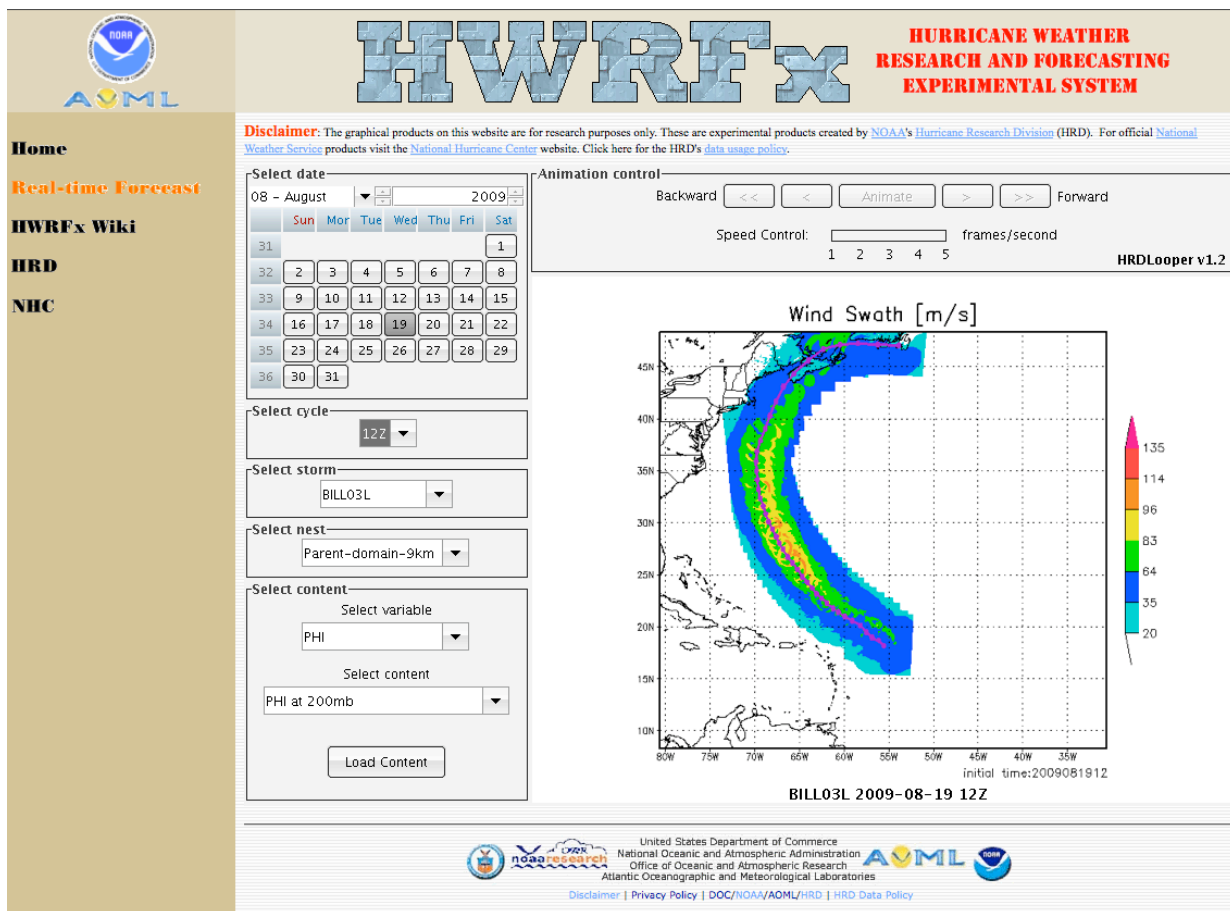 NOAA
AOML
HWRFx
HURRICANE WEATHER
RESEARCH AND FORECASTING
EXPERIMENTAL SYSTEM
Home
Real-time Forecast
HWRFx Wiki
HRD
NHC
Disclaimer: The graphical products on this website are for research purposes only. These are experimental products created by NOAA's Hurricane Research Division (HRD). For official National
Weather Service products visit the National Hurricane Center website. Click here for the HRD's data usage policy.
Select date
08 - August 2009
Sun Mon Tue Wed Thu Fri Sat
31 1
32 2 3 4 5 6 7 8
33 9 10 11 12 13 14 15
34 16 17 18 19 20 21 22
35 23 24 25 26 27 28 29
36 30 31
Select cycle
12Z
Select storm
BILL03L
Select nest
Parent-domain-9km
Select content
Select variable
PHI
Select content
PHI at 200mb
Load Content
Animation control
Backward << < Animate > >> Forward
Speed Control: frames/second
1 2 3 4 5
HRDLooper v1.2
Wind Swath [m/s]
45N
40N
35N
30N
25N
20N
15N
10N
80W 75W 70W 65W 60W 55W 50W 45W 40W 35W
135
114
96
83
64
35
20
initial time:2009081912
BILL03L 2009-08-19 12Z
noaaresearch
United States Department of Commerce
National Oceanic and Atmospheric Administration
Office of Oceanic and Atmospheric Research
Atlantic Oceanographic and Meteorological Laboratories
AOML
NOAA
Disclaimer | Privacy Policy | DOC/NOAA/AOML/HRD | HRD Data Policy